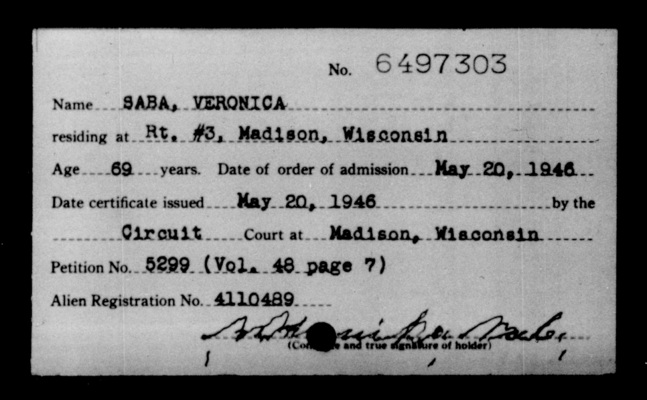 No. 6497303
Name SABA, VERONICA
residing at Rt. #3, Madison, Wisconsin
Age 69 years. Date of order of admission May 20, 1946
Date certificate issued May 20, 1946 by the
Circuit Court at Madison, Wisconsin
Petition No. 5299 (Vol. 48 page 7)
Alien Registration No. 4110489
(Com e and true signature of holder)